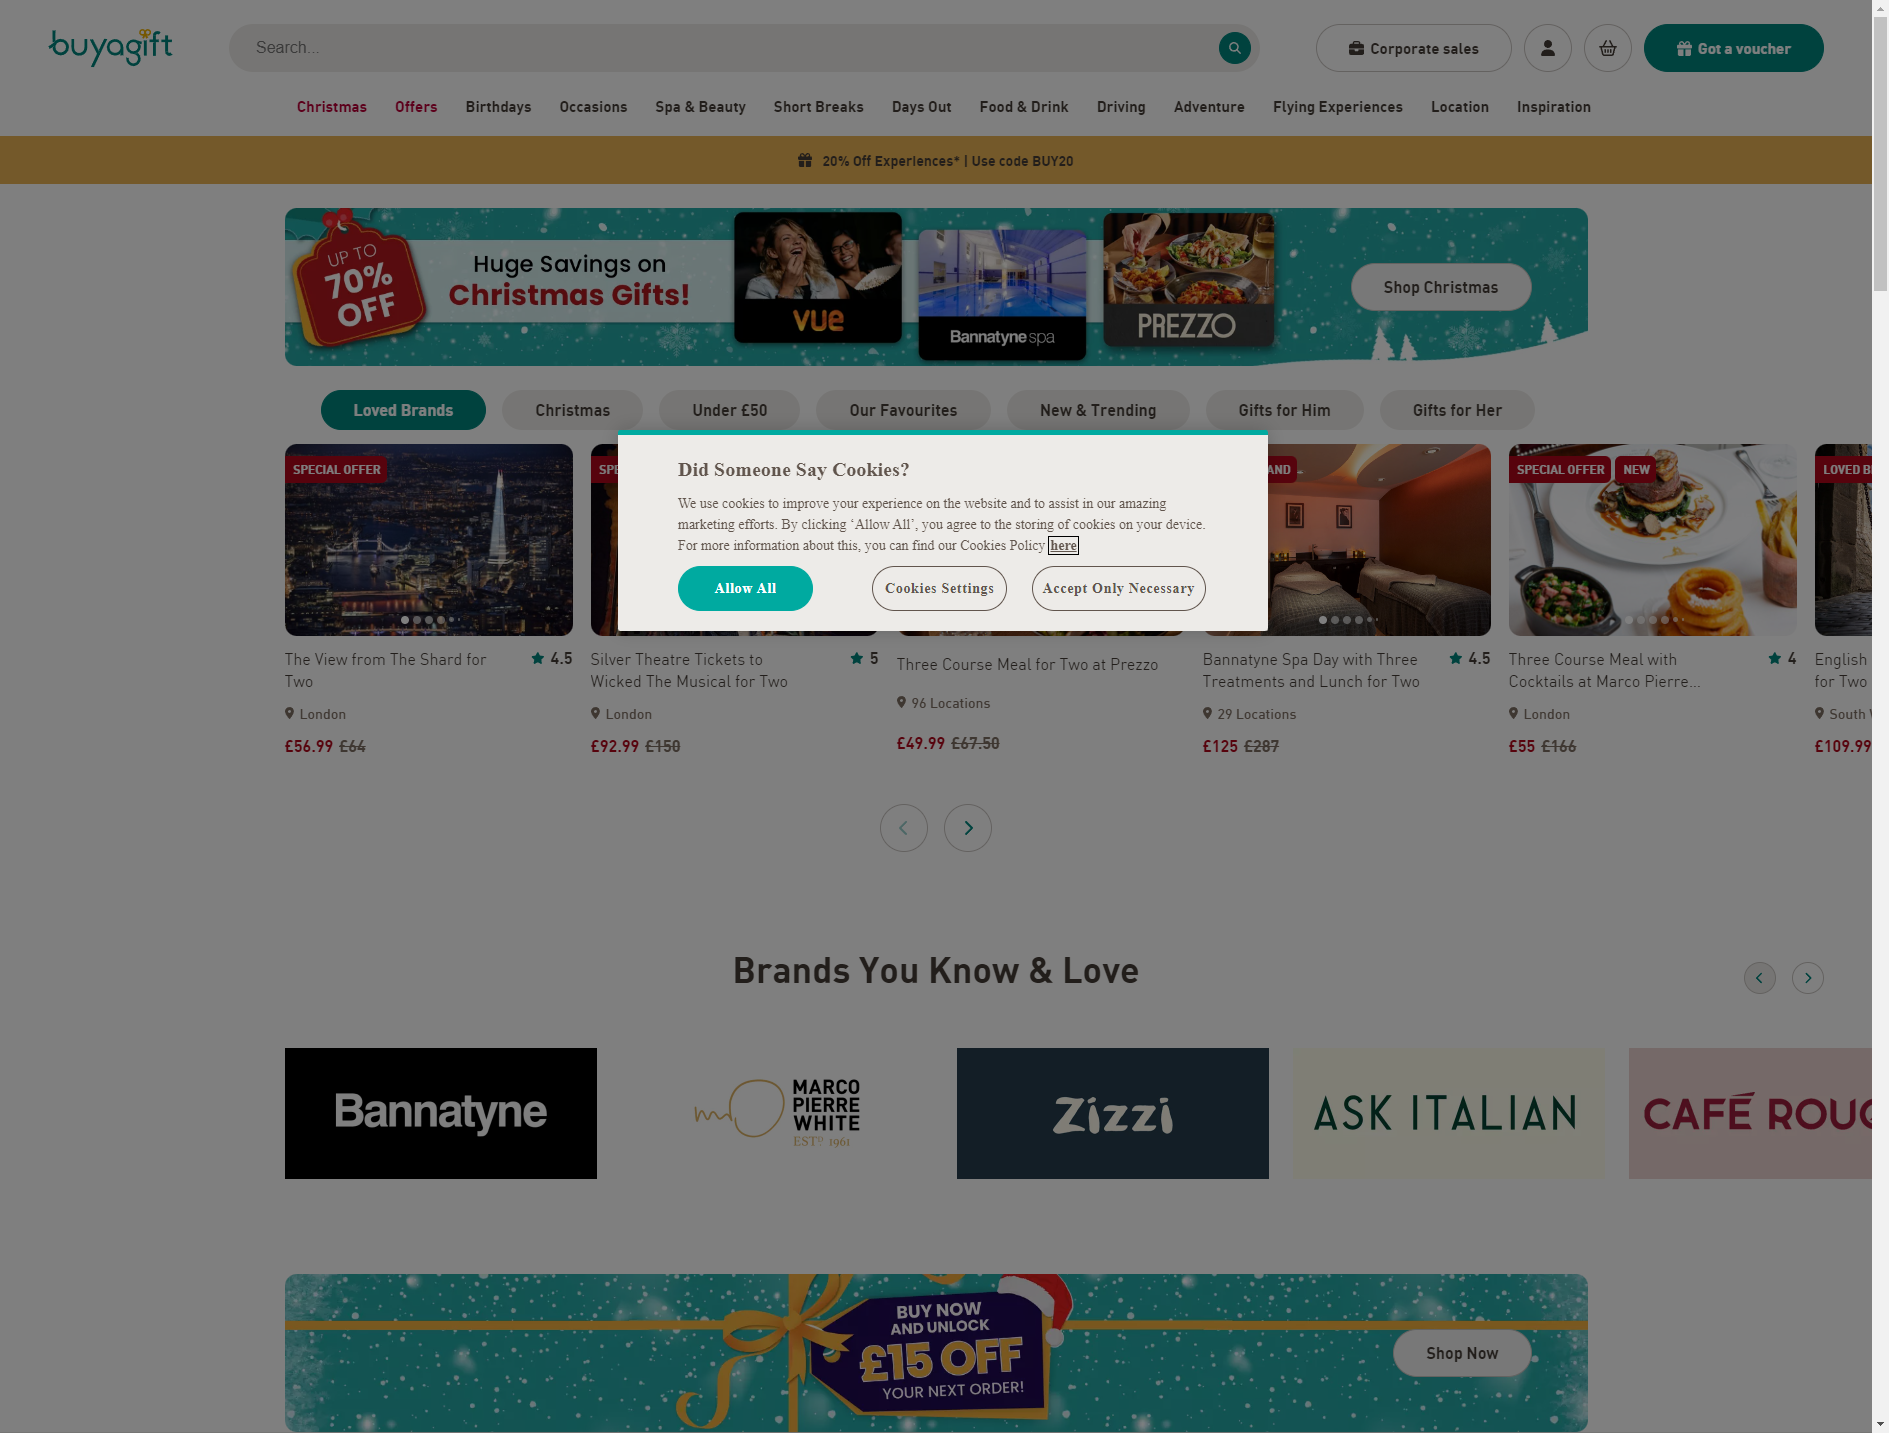 buyagift
Search...
Corporate sales
Got a voucher
Christmas
Offers
Birthdays
Occasions
Spa & Beauty
Short Breaks
Days Out
Food & Drink
Driving
Adventure
Flying Experiences
Location
Inspiration
20% Off Experiences* | Use code BUY20
UP TO
70%
OFF
Huge Savings on
Christmas Gifts!
VUE
Bannatyne spa
PREZZO
Shop Christmas
Loved Brands
Christmas
Under £50
Our Favourites
New & Trending
Gifts for Him
Gifts for Her
SPECIAL OFFER
SPECIAL OFFER
NEW
Did Someone Say Cookies?
We use cookies to improve your experience on the website and to assist in our amazing
marketing efforts. By clicking ‘Allow All’, you agree to the storing of cookies on your device.
For more information about this, you can find our Cookies Policy here
Allow All
Cookies Settings
Accept Only Necessary
The View from The Shard for
Two
4.5
London
£56.99 £64
Silver Theatre Tickets to
Wicked The Musical for Two
5
London
£92.99 £150
Three Course Meal for Two at Prezzo
96 Locations
£49.99 £67.50
Bannatyne Spa Day with Three
Treatments and Lunch for Two
4.5
29 Locations
£125 £287
Three Course Meal with
Cocktails at Marco Pierre...
4
London
£55 £166
English
for Two
South
£109.99
Brands You Know & Love
Bannatyne
MARCO
PIERRE
WHITE
ESTD 1961
Zizzi
ASK ITALIAN
CAFÉ
BUY NOW
AND UNLOCK
£15 OFF
YOUR NEXT ORDER!
Shop Now